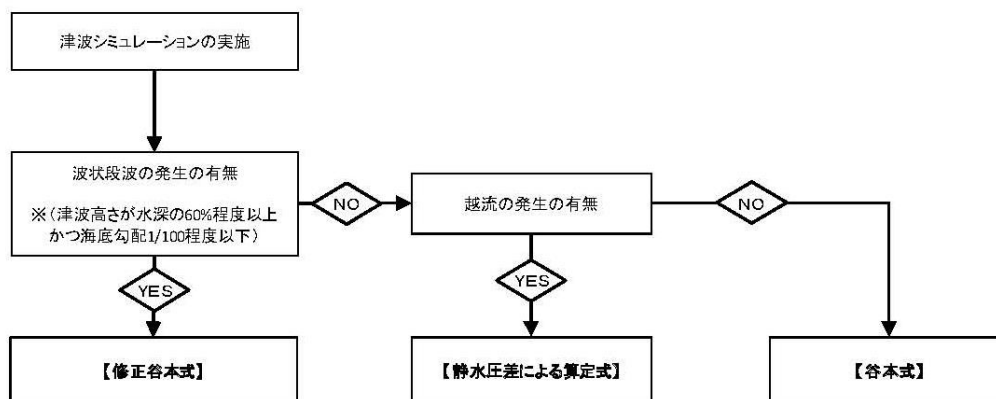 津波シミュレーションの実施
波状段波の発生の有無
※（津波高さが水深の60%程度以上
かつ海底勾配1/100程度以下）
NO
越流の発生の有無
NO
YES
YES
【修正谷本式】
【静水圧差による算定式】
【谷本式】